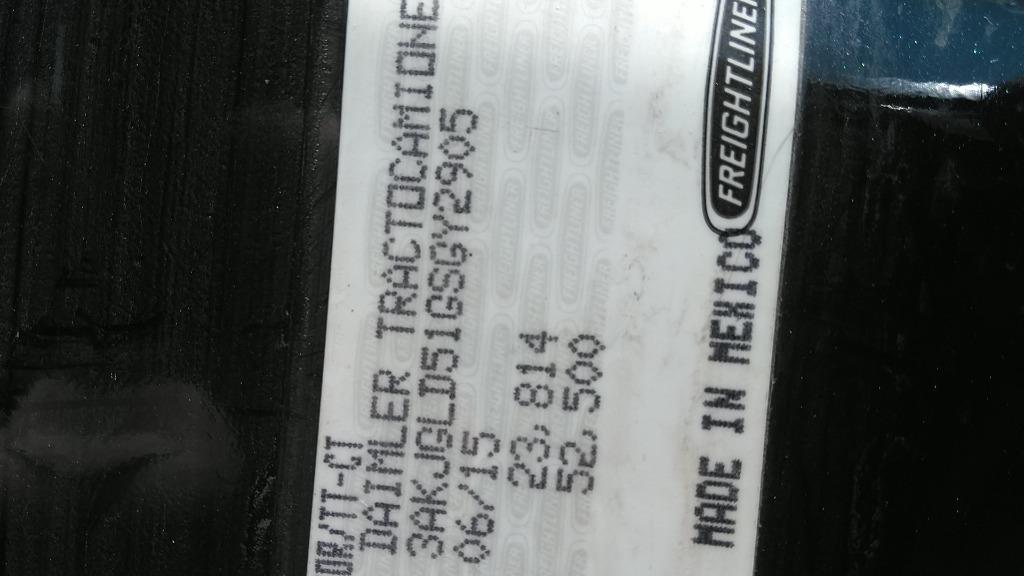 DAIMLER TRACTOCAMIONE
3AKJGLD51GSGY2905
06/15
23,814
52,500
MADE IN MEXICO
FREIGHTLINER